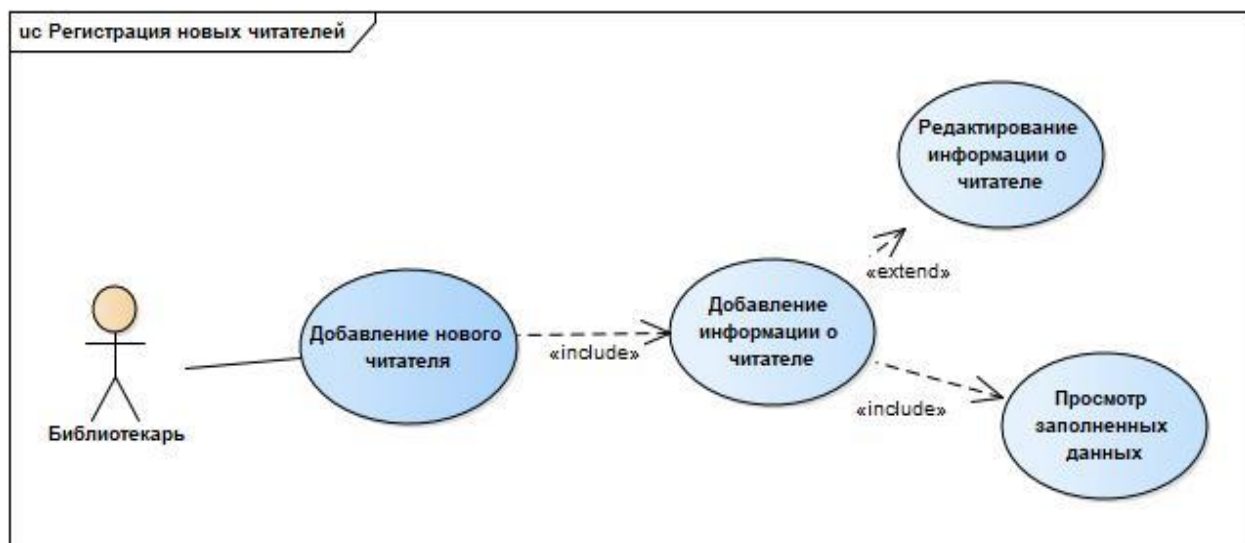 uc Регистрация новых читателей
Редактирование
информации о
читателе
«extend»
Добавление
информации о
читателе
Добавление нового
читателя
«include»
«include»
Просмотр
заполненных
данных
Библиотекарь